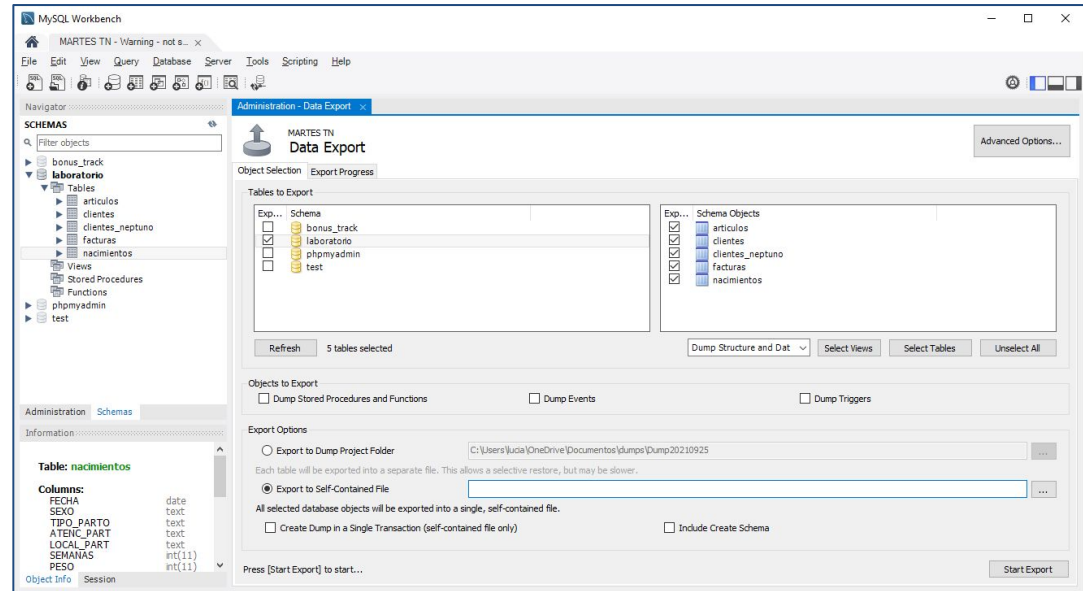 MySQL Workbench
MARTES TN - Warning - not s... x
File Edit View Query Database Server Tools Scripting Help
Navigator
SCHEMAS
Filter objects
bonus_track
laboratorio
Tables
articulos
clientes
clientes_neptuno
facturas
nacimientos
Views
Stored Procedures
Functions
phpmyadmin
test
Administration Schemas
Information
Table: nacimientos
Columns:
FECHA date
SEXO text
TIPO_PARTO text
ATENC_PART text
LOCAL_PART text
SEMANAS int(11)
PESO int(11)
Object Info Session
Administration - Data Export x
MARTES TN
Data Export
Advanced Options...
Object Selection Export Progress
Tables to Export
Exp... Schema
bonus_track
laboratorio
phpmyadmin
test
Exp... Schema Objects
articulos
clientes
clientes_neptuno
facturas
nacimientos
Refresh 5 tables selected Dump Structure and Dat Select Views Select Tables Unselect All
Objects to Export
Dump Stored Procedures and Functions Dump Events Dump Triggers
Export Options
Export to Dump Project Folder C:\Users\lucia\OneDrive\Documentos\dumps\Dump20210925 ...
Each table will be exported into a separate file. This allows a selective restore, but may be slower.
Export to Self-Contained File ...
All selected database objects will be exported into a single, self-contained file.
Create Dump in a Single Transaction (self-contained file only) Include Create Schema
Press [Start Export] to start... Start Export